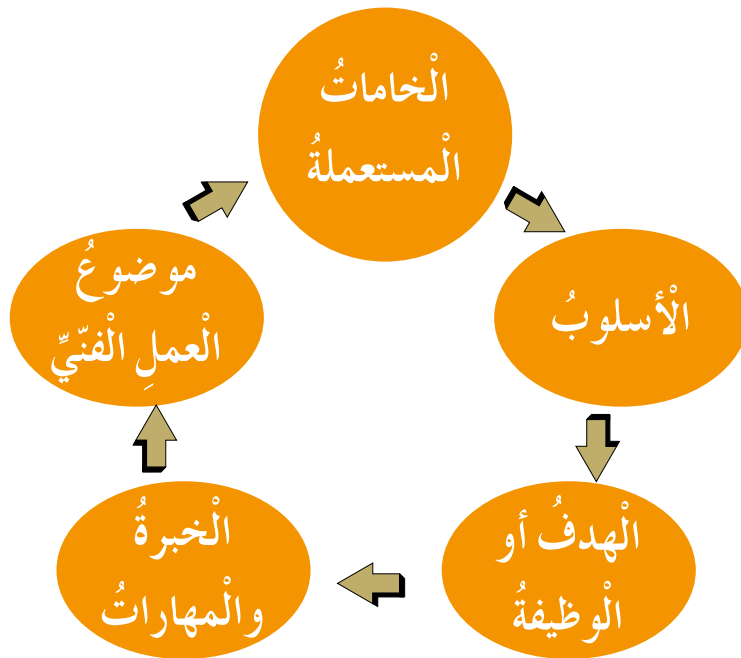 الْخاماتُ
الْمستعملةُ
الْأسلوبُ
الْهدفُ أو
الْوظيفةُ
الْخبرةُ
والْمهاراتُ
موضوعُ
الْعملِ الْفنّيِّ